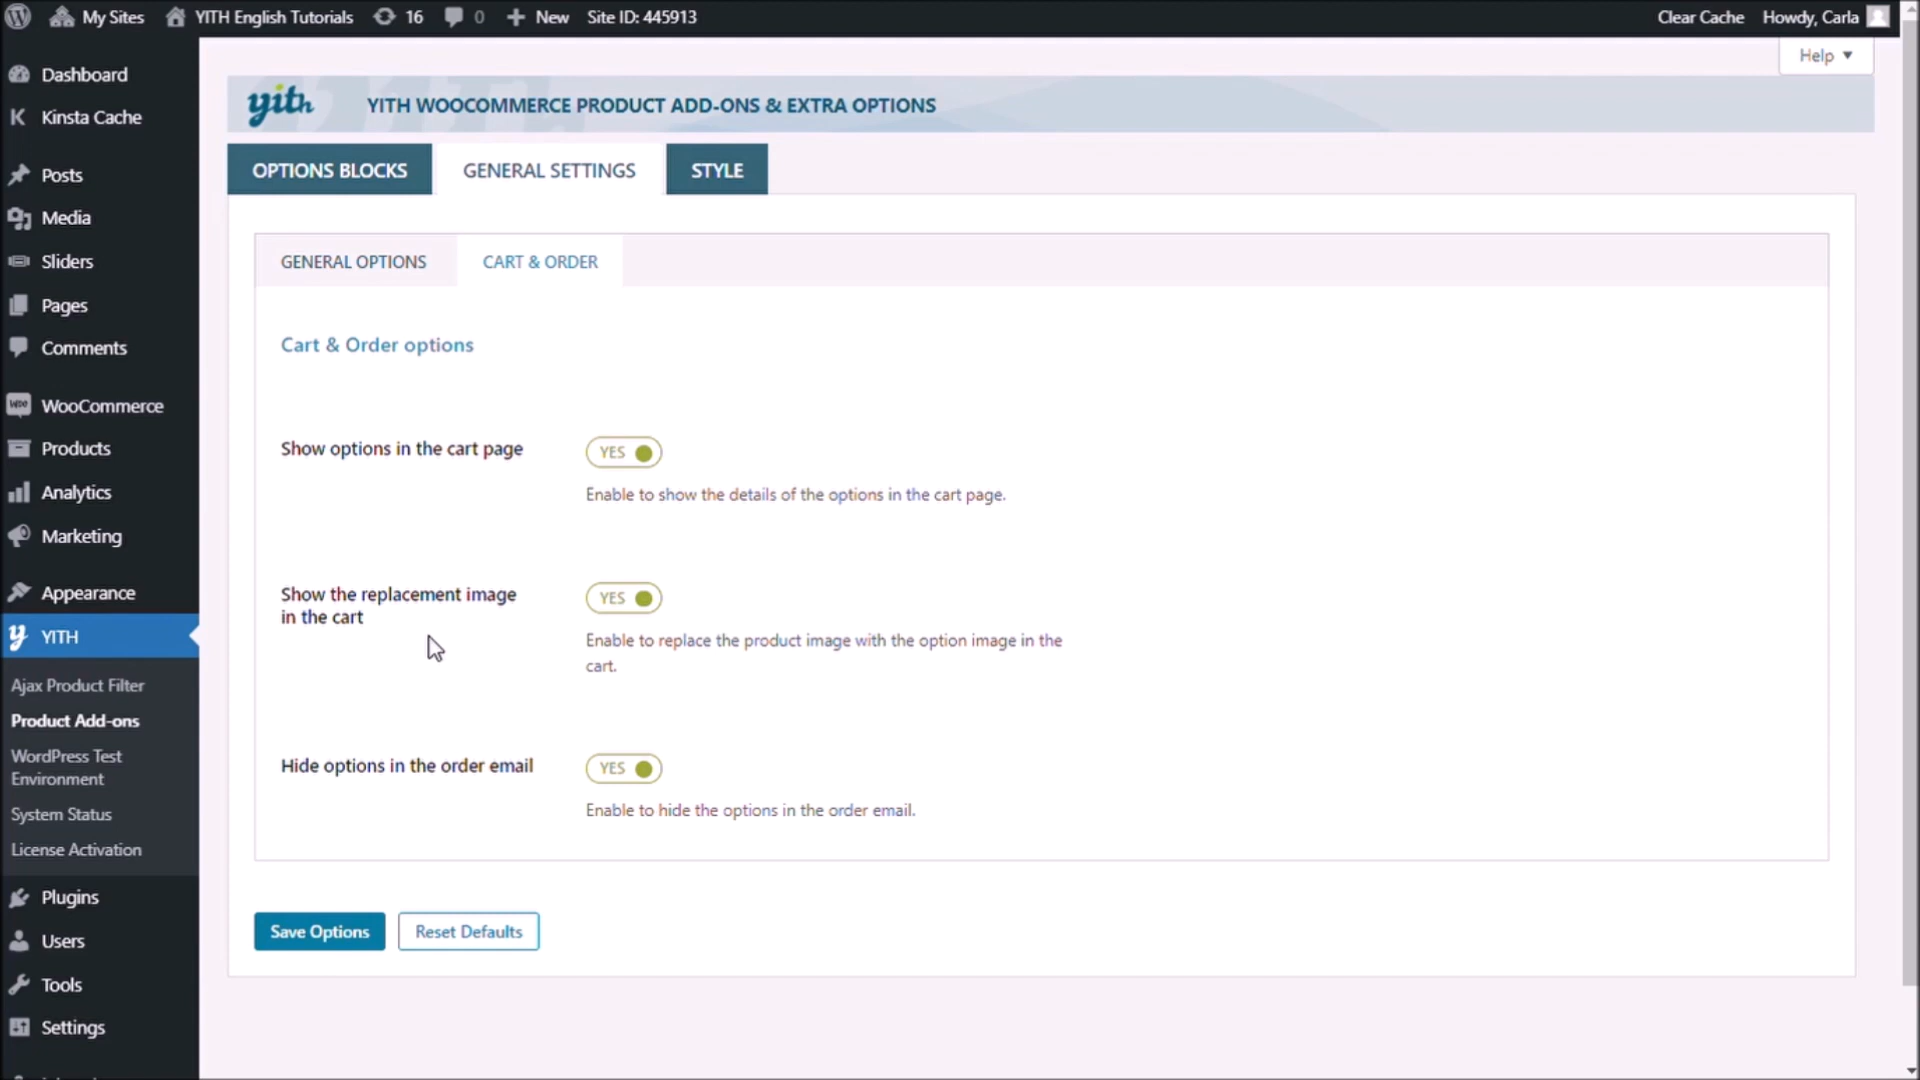 My Sites
YITH English Tutorials
16
0
New
Site ID: 445913
Clear Cache
Howdy, Carla
Help
Dashboard
Kinsta Cache
Posts
Media
Sliders
Pages
Comments
WooCommerce
Products
Analytics
Marketing
Appearance
YITH
Ajax Product Filter
Product Add-ons
WordPress Test
Environment
System Status
License Activation
Plugins
Users
Tools
Settings
yith
YITH WOOCOMMERCE PRODUCT ADD-ONS & EXTRA OPTIONS
OPTIONS BLOCKS
GENERAL SETTINGS
STYLE
GENERAL OPTIONS
CART & ORDER
Cart & Order options
Show options in the cart page
YES
Enable to show the details of the options in the cart page.
Show the replacement image
in the cart
YES
Enable to replace the product image with the option image in the
cart.
Hide options in the order email
YES
Enable to hide the options in the order email.
Save Options
Reset Defaults